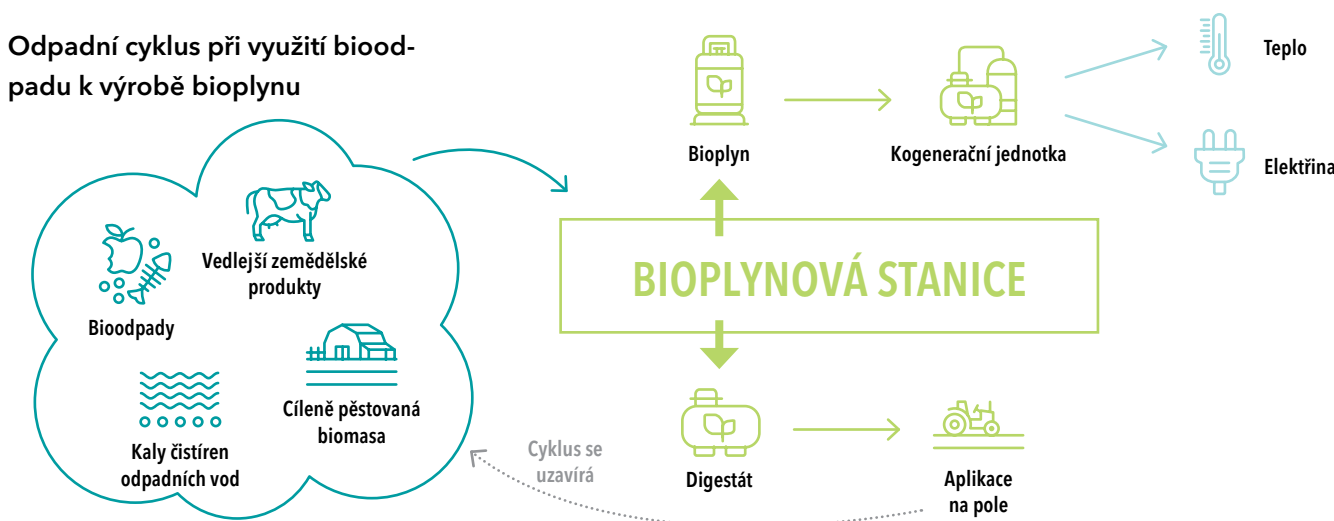 Odpadní cyklus při využití biood-
padu k výrobě bioplynu
Teplo
Bioplyn
Kogenerační jednotka
Elektřina
Vedlejší zemědělské
produkty
Bioodpady
BIOPLYNOVÁ STANICE
Cíleně pěstovaná
biomasa
Kaly čistíren
odpadních vod
Cyklus se
uzavírá
Digestát
Aplikace
na pole